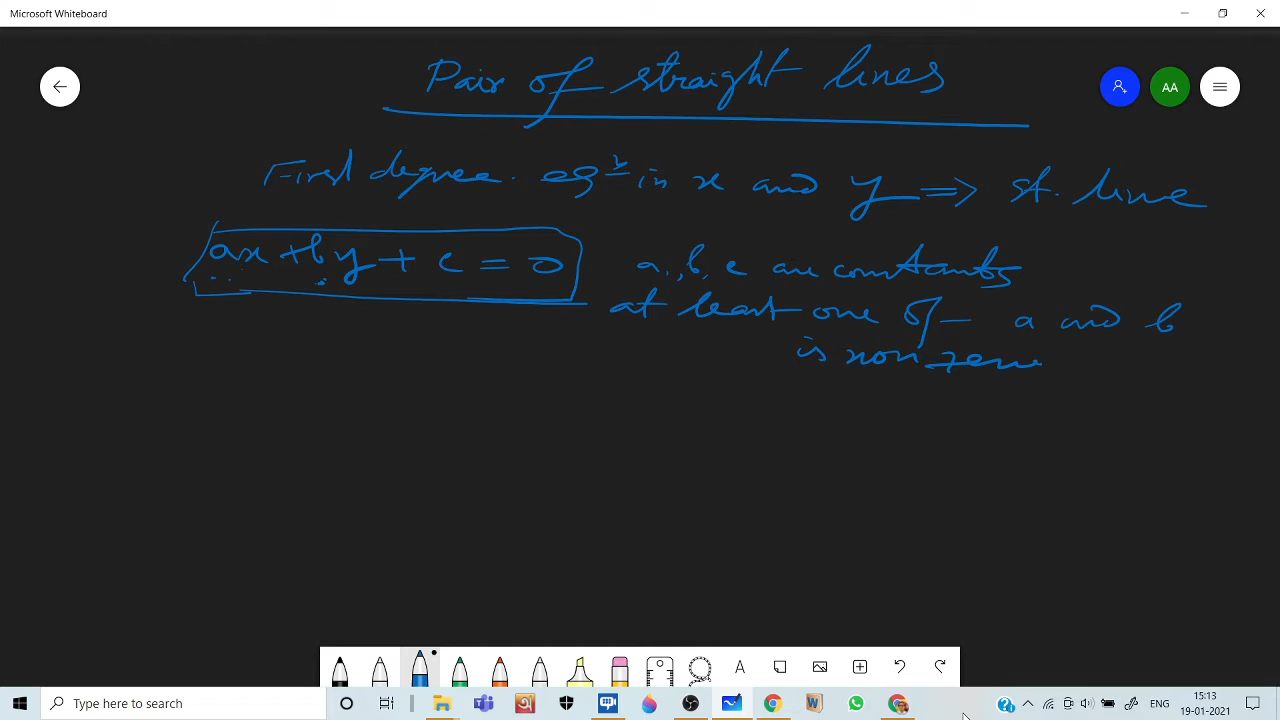 Microsoft Whiteboard
Pair of straight lines
AA
First degree. eqⁿ in x and y ⇒ st. line
ax + by + c = 0
a, b, c are constants
at least one of a and b
is non zero
A
Type here to search
ENG
15:13
19-01-2021